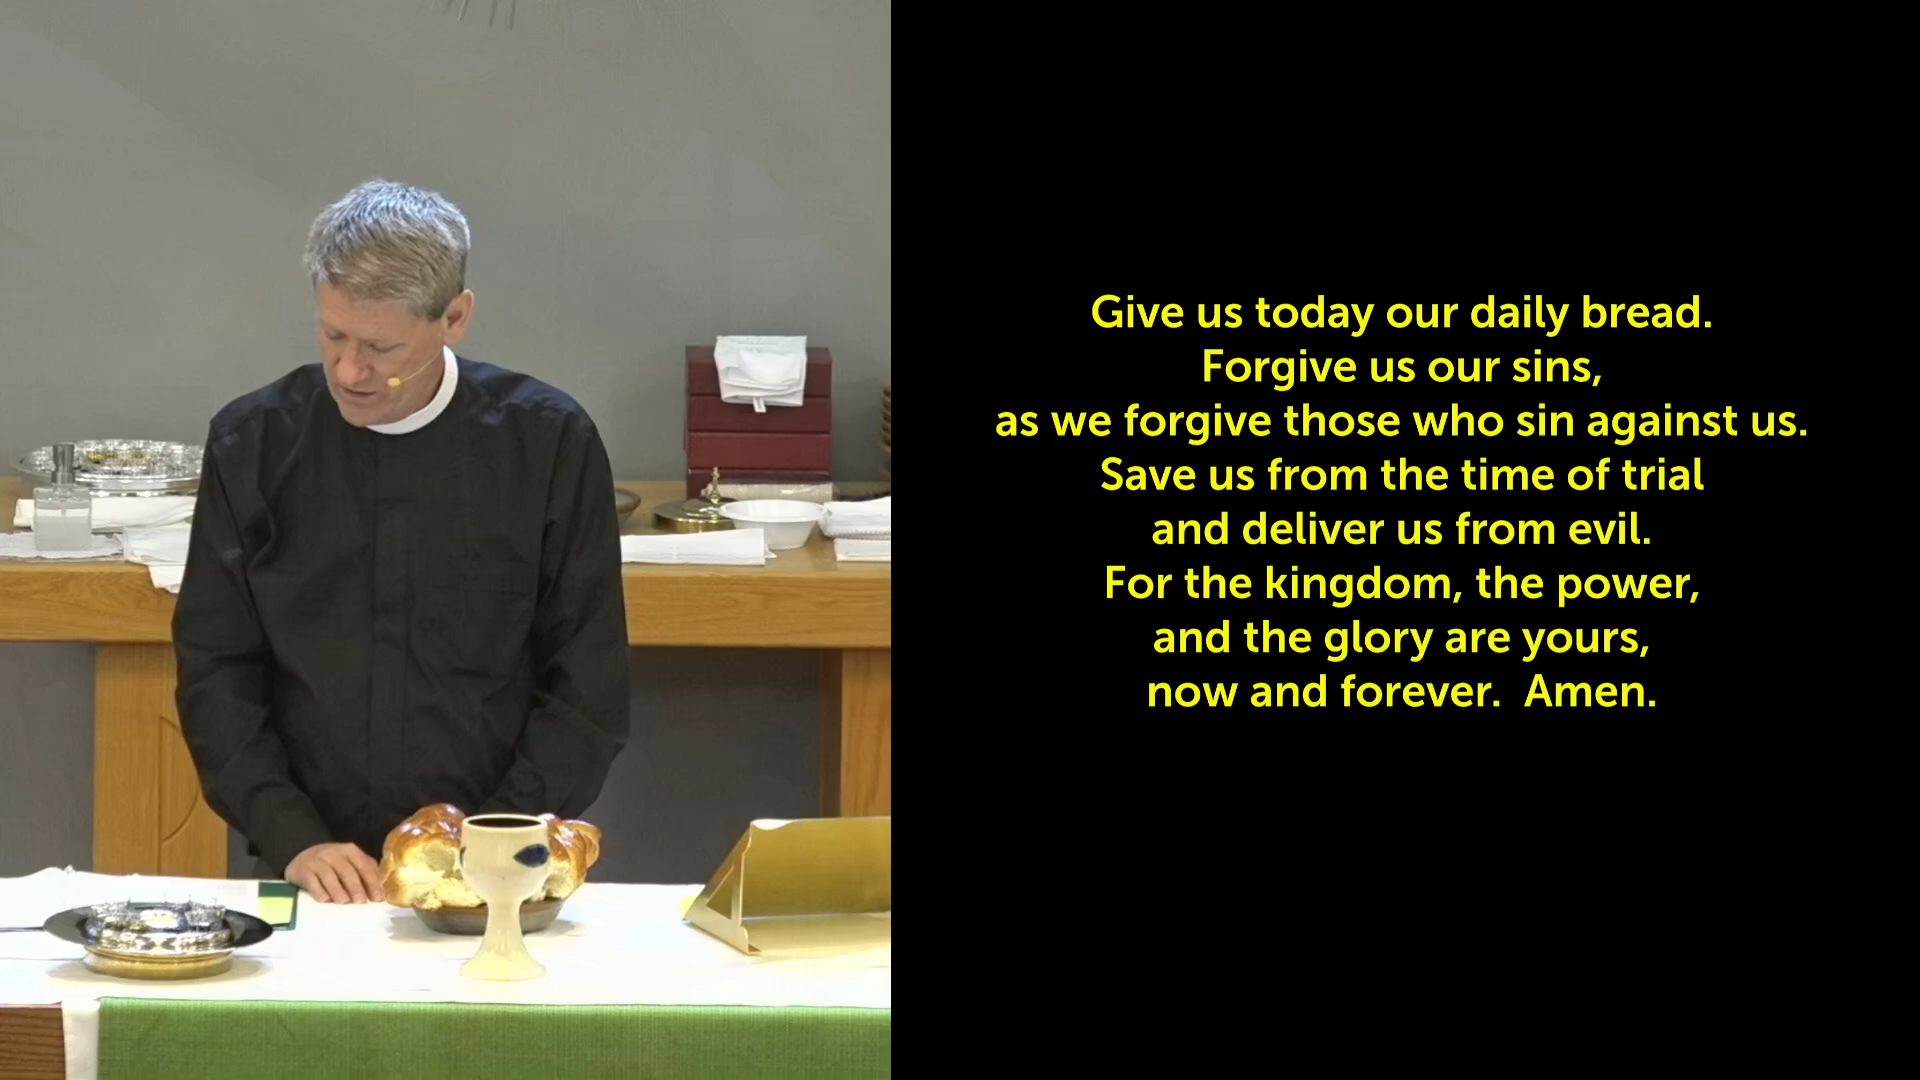 Give us today our daily bread.
Forgive us our sins,
as we forgive those who sin against us.
Save us from the time of trial
and deliver us from evil.
For the kingdom, the power,
and the glory are yours,
now and forever.  Amen.